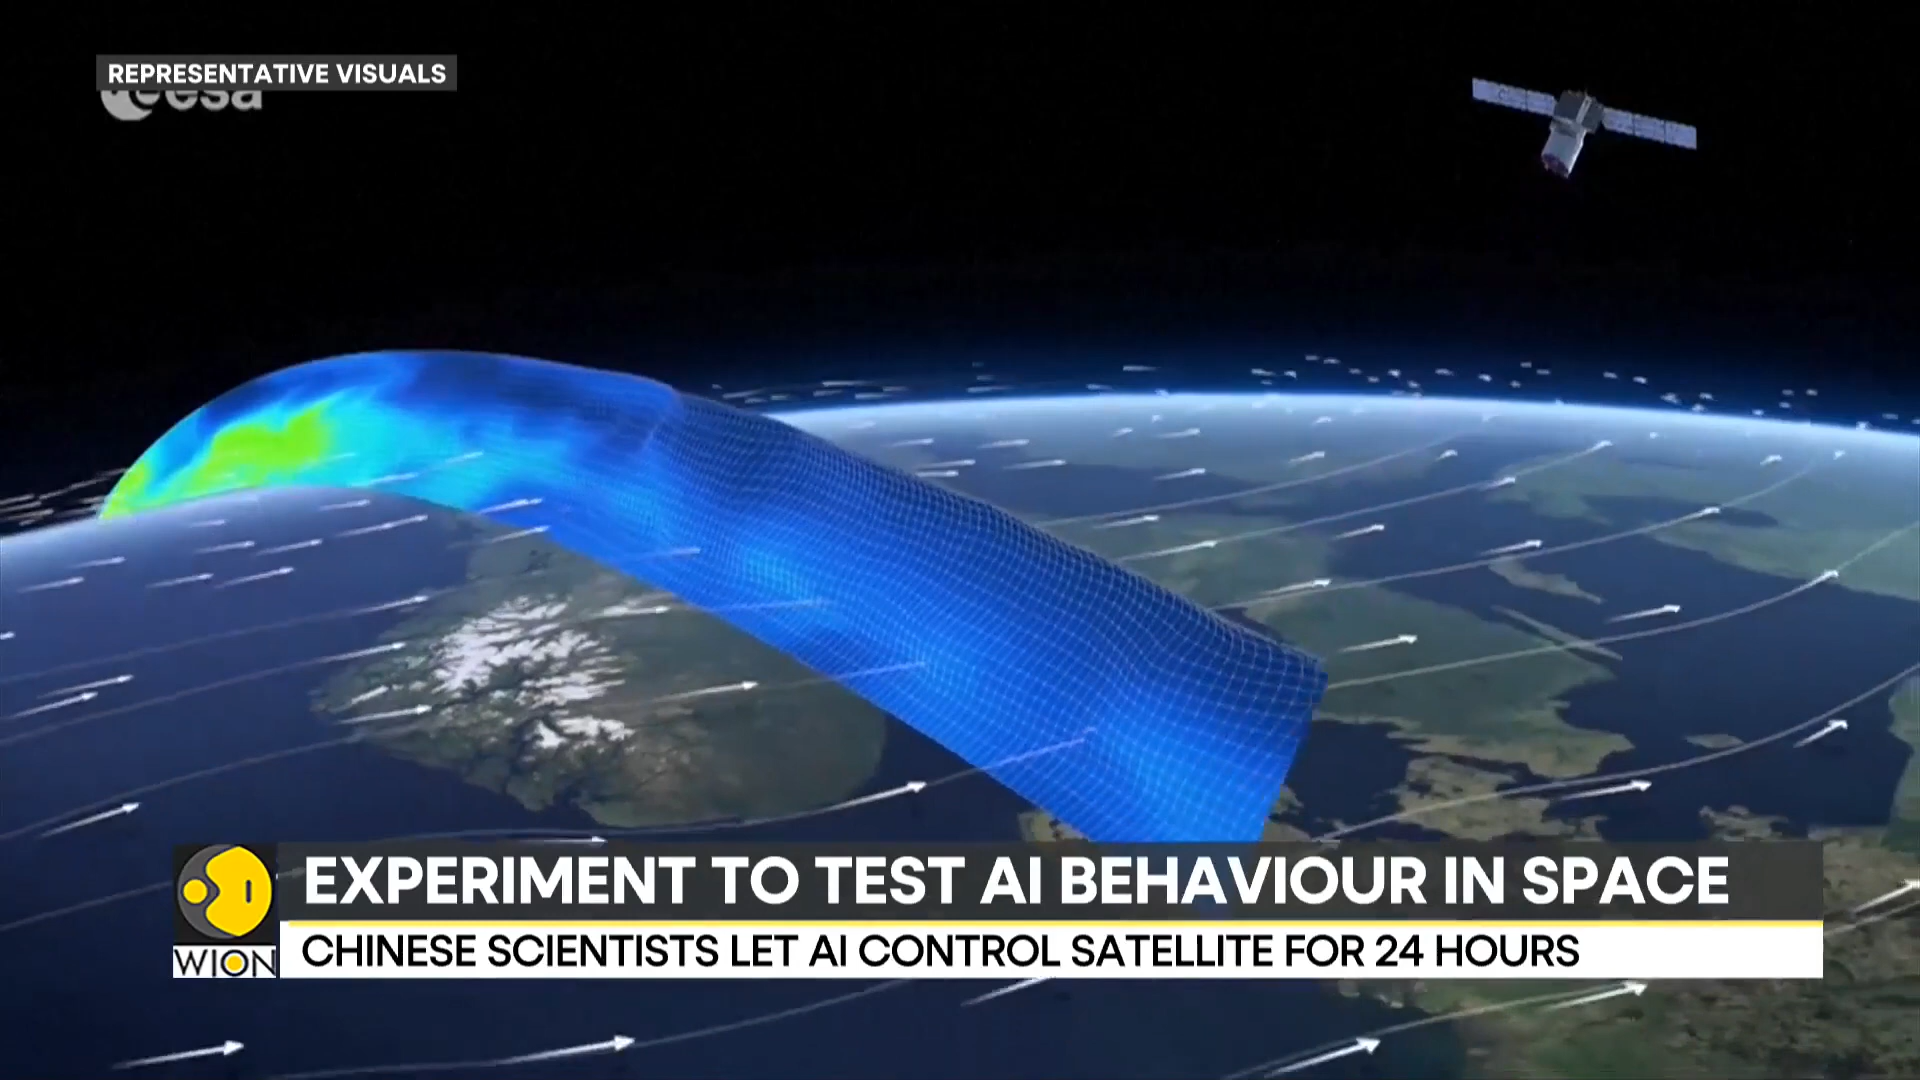 REPRESENTATIVE VISUALS
esa
EXPERIMENT TO TEST AI BEHAVIOUR IN SPACE
CHINESE SCIENTISTS LET AI CONTROL SATELLITE FOR 24 HOURS
WION